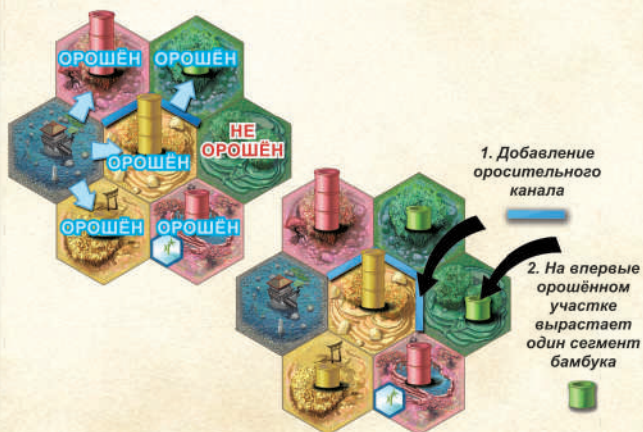 ОРОШЁН ОРОШЁН
НЕ
ОРОШЁН
ОРОШЁН
ОРОШЁН ОРОШЁН
1. Добавление
оросительного
канала
2. На впервые
орошённом
участке
вырастает
один сегмент
бамбука